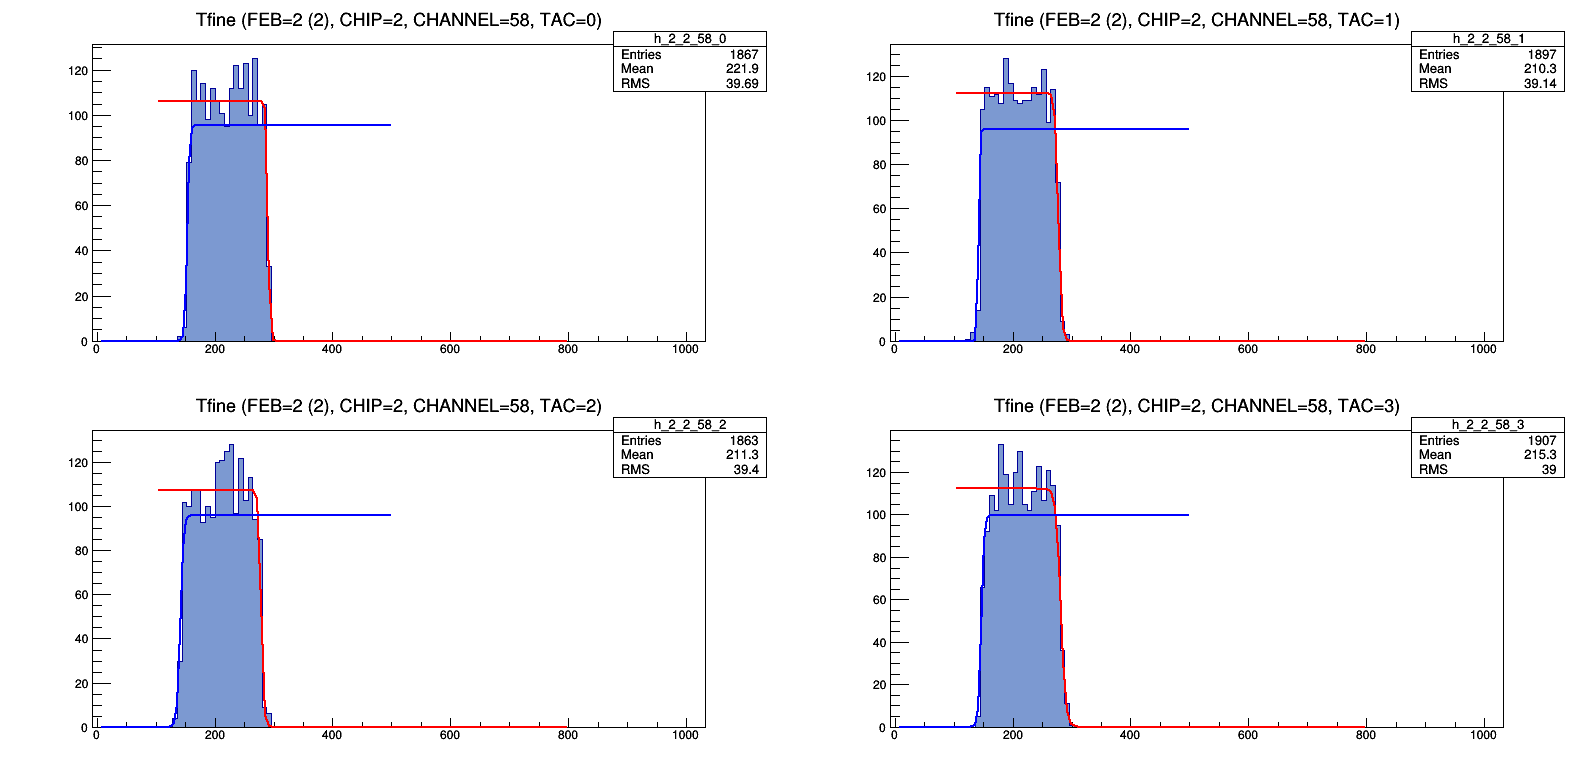 Tfine (FEB=2 (2), CHIP=2, CHANNEL=58, TAC=0)
h_2_2_58_0
Entries 1867
Mean 221.9
RMS 39.69
120
100
80
60
40
20
0
0 200 400 600 800 1000
Tfine (FEB=2 (2), CHIP=2, CHANNEL=58, TAC=1)
h_2_2_58_1
Entries 1897
Mean 210.3
RMS 39.14
120
100
80
60
40
20
0
0 200 400 600 800 1000
Tfine (FEB=2 (2), CHIP=2, CHANNEL=58, TAC=2)
h_2_2_58_2
Entries 1863
Mean 211.3
RMS 39.4
120
100
80
60
40
20
0
0 200 400 600 800 1000
Tfine (FEB=2 (2), CHIP=2, CHANNEL=58, TAC=3)
h_2_2_58_3
Entries 1907
Mean 215.3
RMS 39
120
100
80
60
40
20
0
0 200 400 600 800 1000